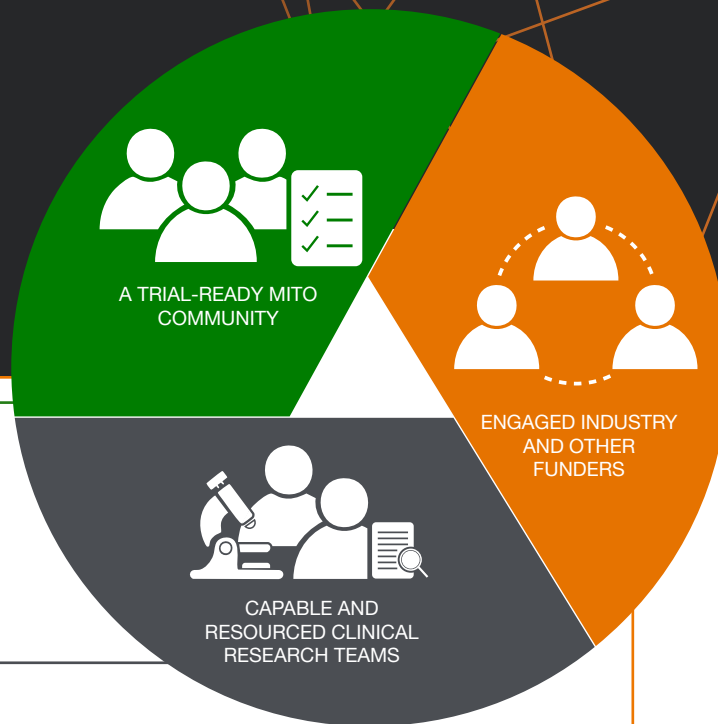 A TRIAL-READY MITO
COMMUNITY
ENGAGED INDUSTRY
AND OTHER
FUNDERS
CAPABLE AND
RESOURCED CLINICAL
RESEARCH TEAMS